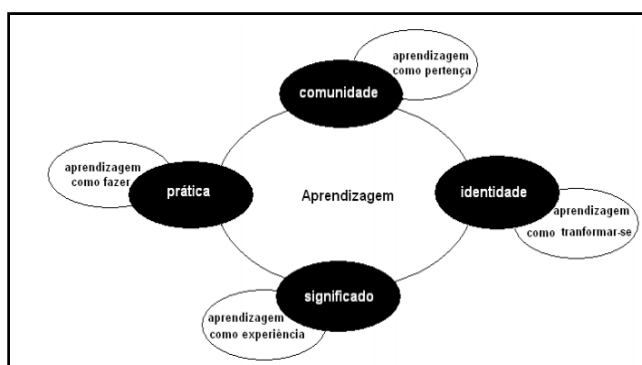 aprendizagem
como pertença
comunidade
aprendizagem
como fazer
prática
Aprendizagem
identidade
aprendizagem
como tranformar-se
significado
aprendizagem
como experiência